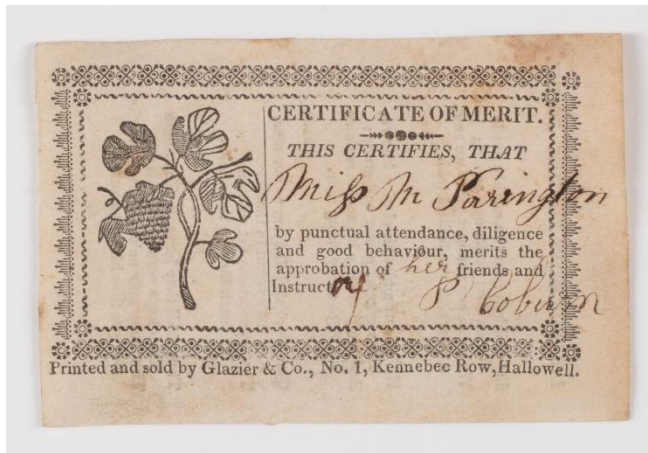 CERTIFICATE OF MERIT.
THIS CERTIFIES, THAT
Miss M Parington
by punctual attendance, diligence
and good behaviour, merits the
approbation of her friends and
Instructor
P Coburn
Printed and sold by Glazier & Co., No. 1, Kennebec Row, Hallowell.